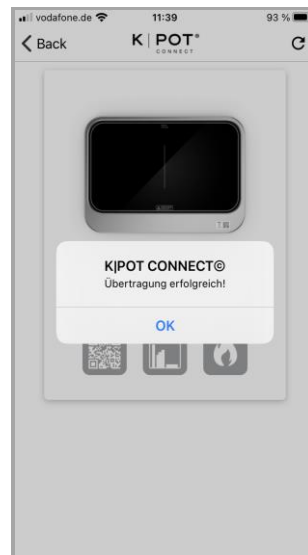 vodafone.de 11:39 93 %
Back K | POT®
CONNECT
K|POT CONNECT©
Übertragung erfolgreich!
OK